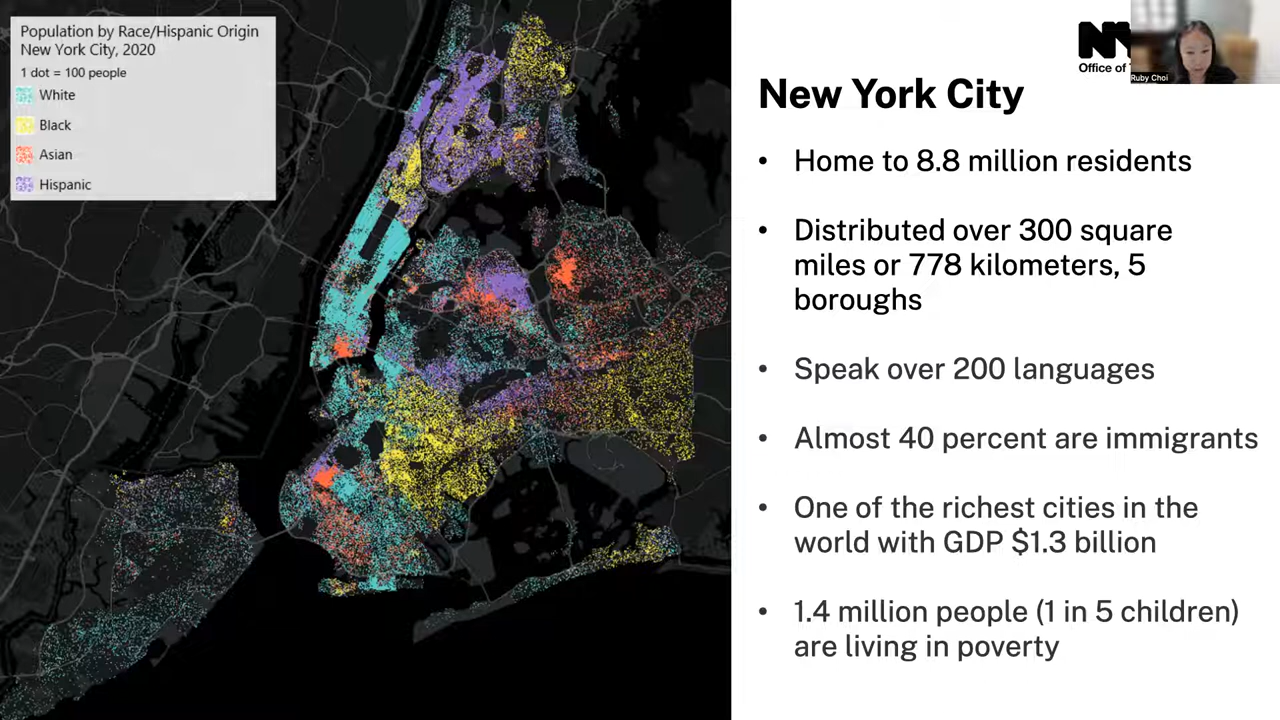 Population by Race/Hispanic Origin
New York City, 2020
1 dot = 100 people
White
Black
Asian
Hispanic
Office of
Ruby Choi
New York City
• Home to 8.8 million residents
• Distributed over 300 square
miles or 778 kilometers, 5
boroughs
• Speak over 200 languages
• Almost 40 percent are immigrants
• One of the richest cities in the
world with GDP $1.3 billion
• 1.4 million people (1 in 5 children)
are living in poverty